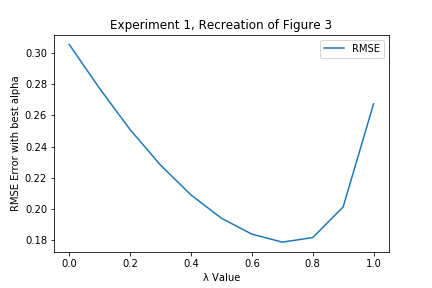 Experiment 1, Recreation of Figure 3
RMSE
RMSE Error with best alpha
0.30
0.28
0.26
0.24
0.22
0.20
0.18
0.0 0.2 0.4 0.6 0.8 1.0
λ Value